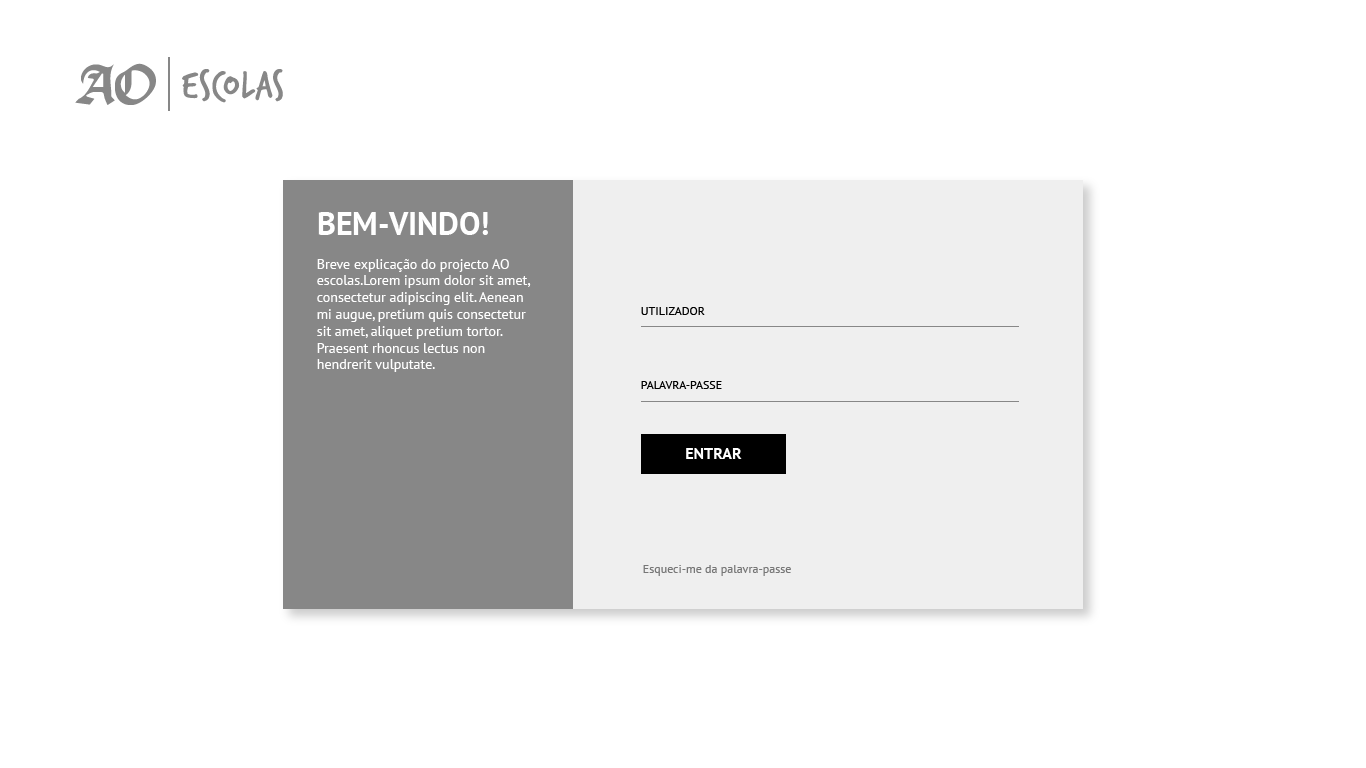 AO ESCOLAS
BEM-VINDO!
Breve explicação do projecto AO
escolas.Lorem ipsum dolor sit amet,
consectetur adipiscing elit. Aenean
mi augue, pretium quis consectetur
sit amet, aliquet pretium tortor.
Praesent rhoncus lectus non
hendrerit vulputate.
UTILIZADOR
PALAVRA-PASSE
ENTRAR
Esqueci-me da palavra-passe